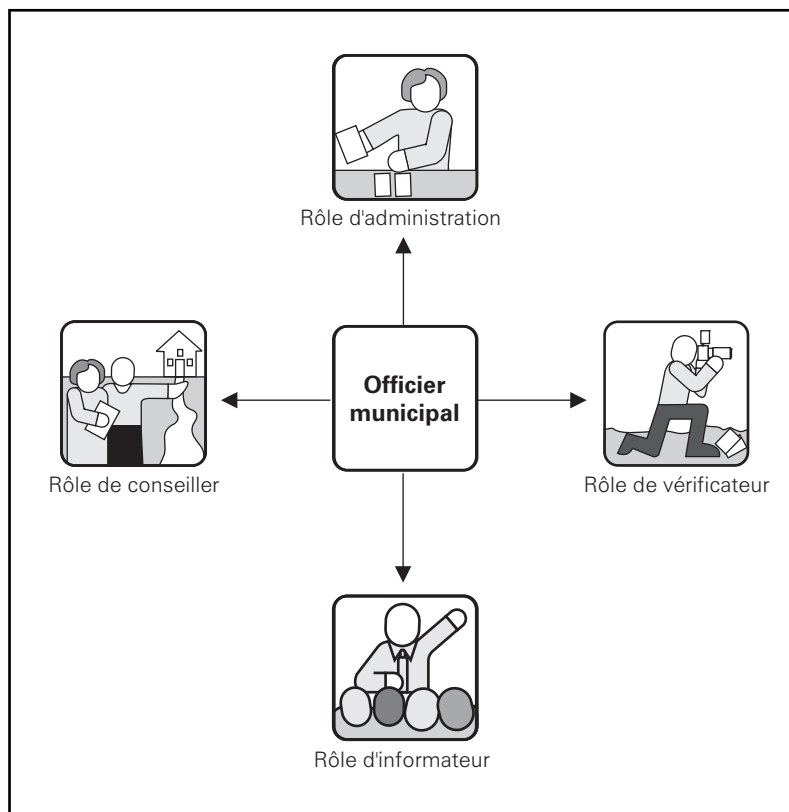 Rôle d'administration
Officier
municipal
Rôle de conseiller
Rôle de vérificateur
Rôle d'informateur